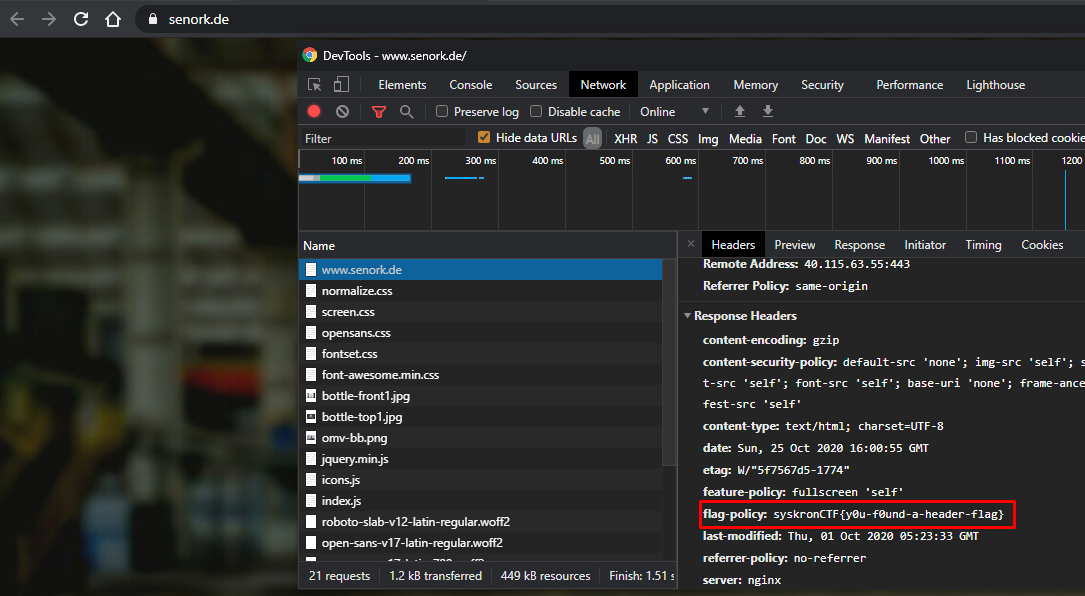 senork.de
DevTools - www.senork.de/
Elements Console Sources Network Application Memory Security Performance Lighthouse
Preserve log Disable cache Online
Filter Hide data URLs All XHR JS CSS Img Media Font Doc WS Manifest Other Has blocked cookie
100 ms 200 ms 300 ms 400 ms 500 ms 600 ms 700 ms 800 ms 900 ms 1000 ms 1100 ms 1200
Name
www.senork.de
normalize.css
screen.css
opensans.css
fontset.css
font-awesome.min.css
bottle-front1.jpg
bottle-top1.jpg
omv-bb.png
jquery.min.js
icons.js
index.js
roboto-slab-v12-latin-regular.woff2
open-sans-v17-latin-regular.woff2
21 requests 1.2 kB transferred 449 kB resources Finish: 1.51 s
Headers Preview Response Initiator Timing Cookies
Remote Address: 40.115.63.55:443
Referrer Policy: same-origin
Response Headers
content-encoding: gzip
content-security-policy: default-src 'none'; img-src 'self'; s
t-src 'self'; font-src 'self'; base-uri 'none'; frame-ance
fest-src 'self'
content-type: text/html; charset=UTF-8
date: Sun, 25 Oct 2020 16:00:55 GMT
etag: W/"5f7567d5-1774"
feature-policy: fullscreen 'self'
flag-policy: syskronCTF{y0u-f0und-a-header-flag}
last-modified: Thu, 01 Oct 2020 05:23:33 GMT
referrer-policy: no-referrer
server: nginx